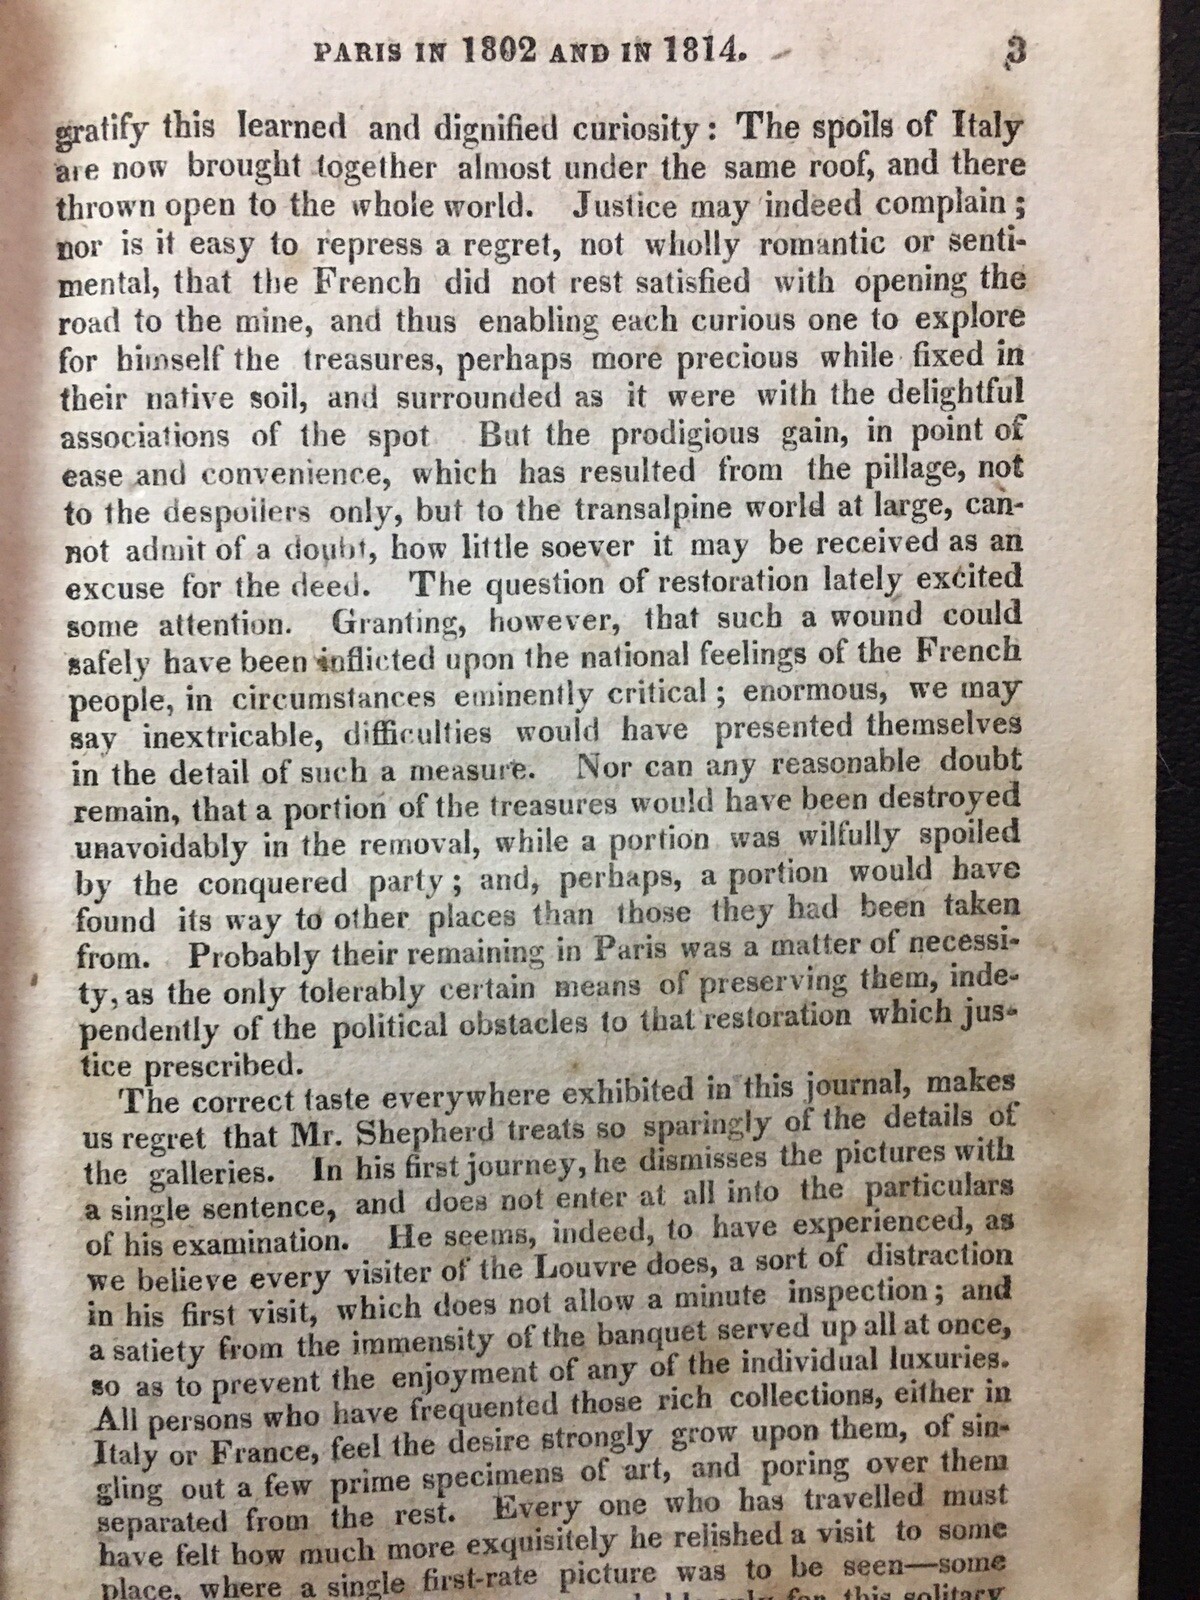 PARIS IN 1802 AND IN 1814. 3
gratify this learned and dignified curiosity: The spoils of Italy
are now brought together almost under the same roof, and there
thrown open to the whole world. Justice may indeed complain;
nor is it easy to repress a regret, not wholly romantic or senti-
mental, that the French did not rest satisfied with opening the
road to the mine, and thus enabling each curious one to explore
for himself the treasures, perhaps more precious while fixed in
their native soil, and surrounded as it were with the delightful
associations of the spot But the prodigious gain, in point of
ease and convenience, which has resulted from the pillage, not
to the despoilers only, but to the transalpine world at large, can-
not admit of a doubt, how little soever it may be received as an
excuse for the deed. The question of restoration lately excited
some attention. Granting, however, that such a wound could
safely have been inflicted upon the national feelings of the French
people, in circumstances eminently critical; enormous, we may
say inextricable, difficulties would have presented themselves
in the detail of such a measure. Nor can any reasonable doubt
remain, that a portion of the treasures would have been destroyed
unavoidably in the removal, while a portion was wilfully spoiled
by the conquered party; and, perhaps, a portion would have
found its way to other places than those they had been taken
from. Probably their remaining in Paris was a matter of necessi-
ty, as the only tolerably certain means of preserving them, inde-
pendently of the political obstacles to that restoration which jus-
tice prescribed.
The correct taste everywhere exhibited in this journal, makes
us regret that Mr. Shepherd treats so sparingly of the details of
the galleries. In his first journey, he dismisses the pictures with
a single sentence, and does not enter at all into the particulars
of his examination. He seems, indeed, to have experienced, as
we believe every visiter of the Louvre does, a sort of distraction
in his first visit, which does not allow a minute inspection; and
a satiety from the immensity of the banquet served up all at once,
so as to prevent the enjoyment of any of the individual luxuries.
All persons who have frequented those rich collections, either in
Italy or France, feel the desire strongly grow upon them, of sin-
gling out a few prime specimens of art, and poring over them
separated from the rest. Every one who has travelled must
have felt how much more exquisitely he relished a visit to some
place, where a single first-rate picture was to be seen—some
only for this solitary